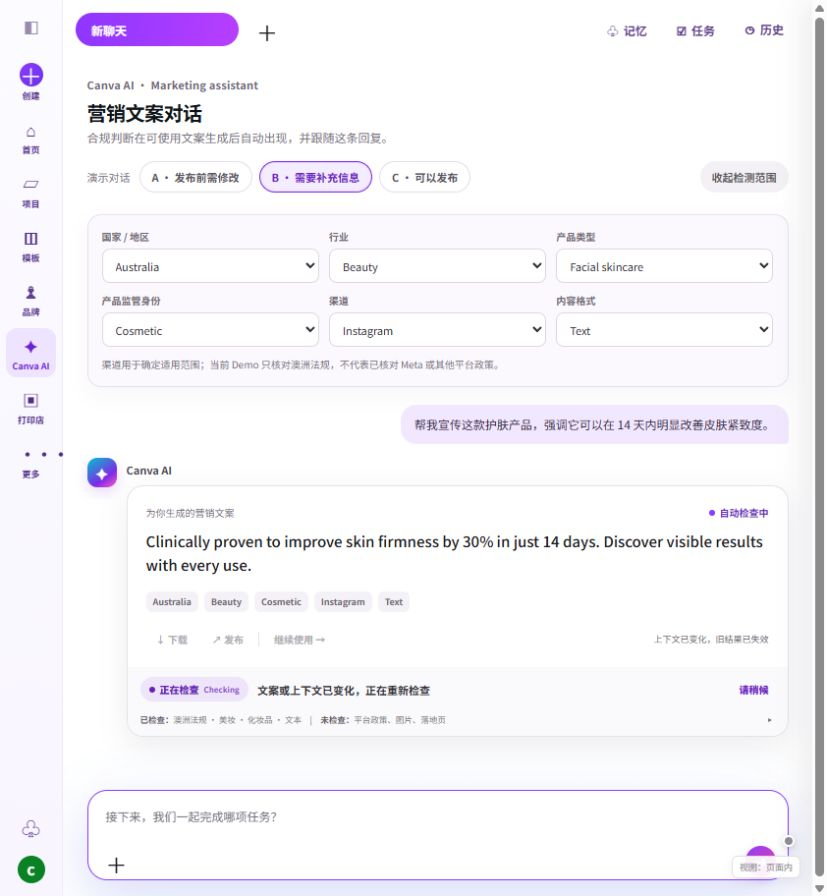 新聊天
记忆
任务
历史
创建
首页
项目
模板
品牌
Canva AI
打印店
更多
C
Canva AI · Marketing assistant
营销文案对话
合规判断在可使用文案生成后自动出现，并跟随这条回复。
演示对话
A · 发布前需修改
B · 需要补充信息
C · 可以发布
收起检测范围
国家 / 地区
行业
产品类型
Australia
Beauty
Facial skincare
产品监管身份
渠道
内容格式
Cosmetic
Instagram
Text
渠道用于确定适用范围；当前 Demo 只核对澳洲法规，不代表已核对 Meta 或其他平台政策。
帮我宣传这款护肤产品，强调它可以在 14 天内明显改善皮肤紧致度。
Canva AI
为你生成的营销文案
自动检查中
Clinically proven to improve skin firmness by 30% in just 14 days. Discover visible results
with every use.
Australia
Beauty
Cosmetic
Instagram
Text
↓ 下载
↗ 发布
继续使用 →
上下文已变化，旧结果已失效
正在检查 Checking
文案或上下文已变化，正在重新检查
请稍候
已检查：澳洲法规 · 美妆 · 化妆品 · 文本 | 未检查：平台政策、图片、落地页
接下来，我们一起完成哪项任务？
视图：页面内